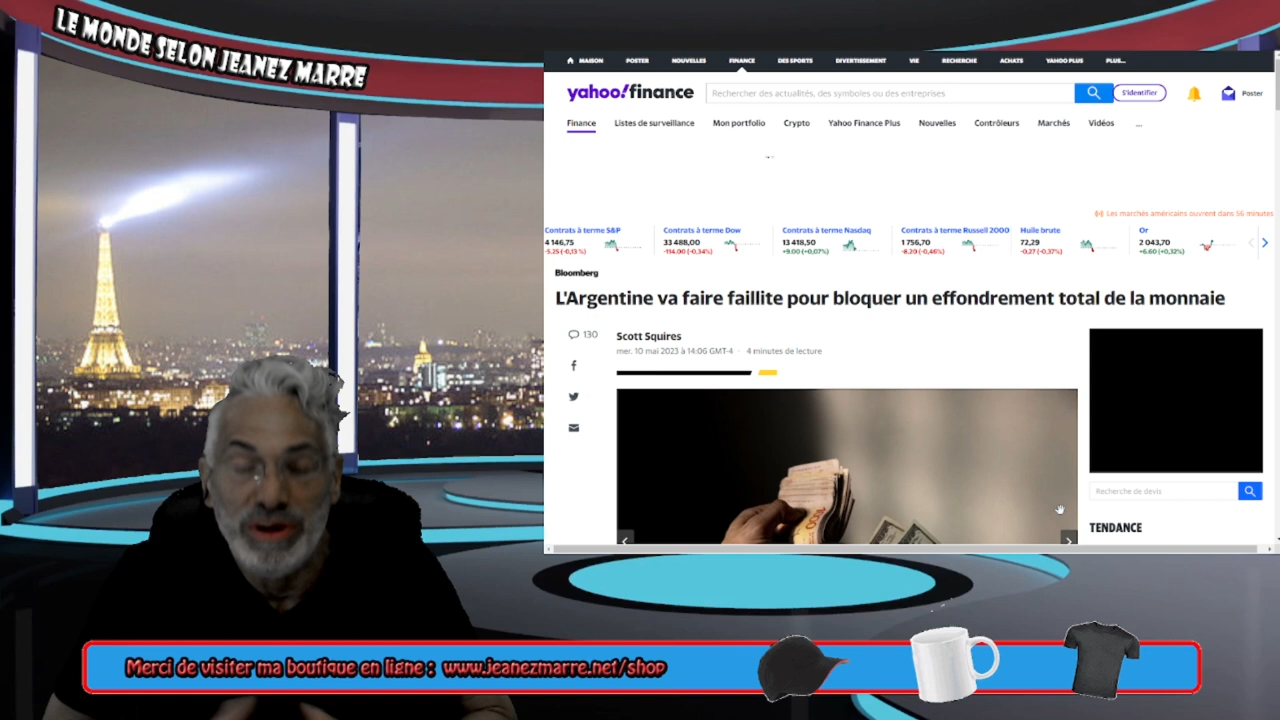 LE MONDE SELON JEANEZ MARRE
MAISON POSTER NOUVELLES FINANCE DES SPORTS DIVERTISSEMENT VIE RECHERCHE ACHATS YAHOO PLUS PLUS...
yahoo!finance
Rechercher des actualités, des symboles ou des entreprises
S'identifier
Poster
Finance Listes de surveillance Mon portfolio Crypto Yahoo Finance Plus Nouvelles Contrôleurs Marchés Vidéos ...
Les marchés américains ouvrent dans 56 minutes
Contrats à terme S&P Contrats à terme Dow Contrats à terme Nasdaq Contrats à terme Russell 2000 Huile brute Or
4 146,75 33 488,00 13 418,50 1 756,70 72,29 2 043,70
-5.25 (-0,13 %) -114.00 (-0,34%) +9.00 (+0,07%) -8.20 (-0,46%) -0,27 (-0,37%) +6.60 (+0,32%)
Bloomberg
L'Argentine va faire faillite pour bloquer un effondrement total de la monnaie
130
Scott Squires
mer. 10 mai 2023 à 14:06 GMT-4 · 4 minutes de lecture
Recherche de devis
TENDANCE
Merci de visiter ma boutique en ligne : www.jeanezmarre.net/shop